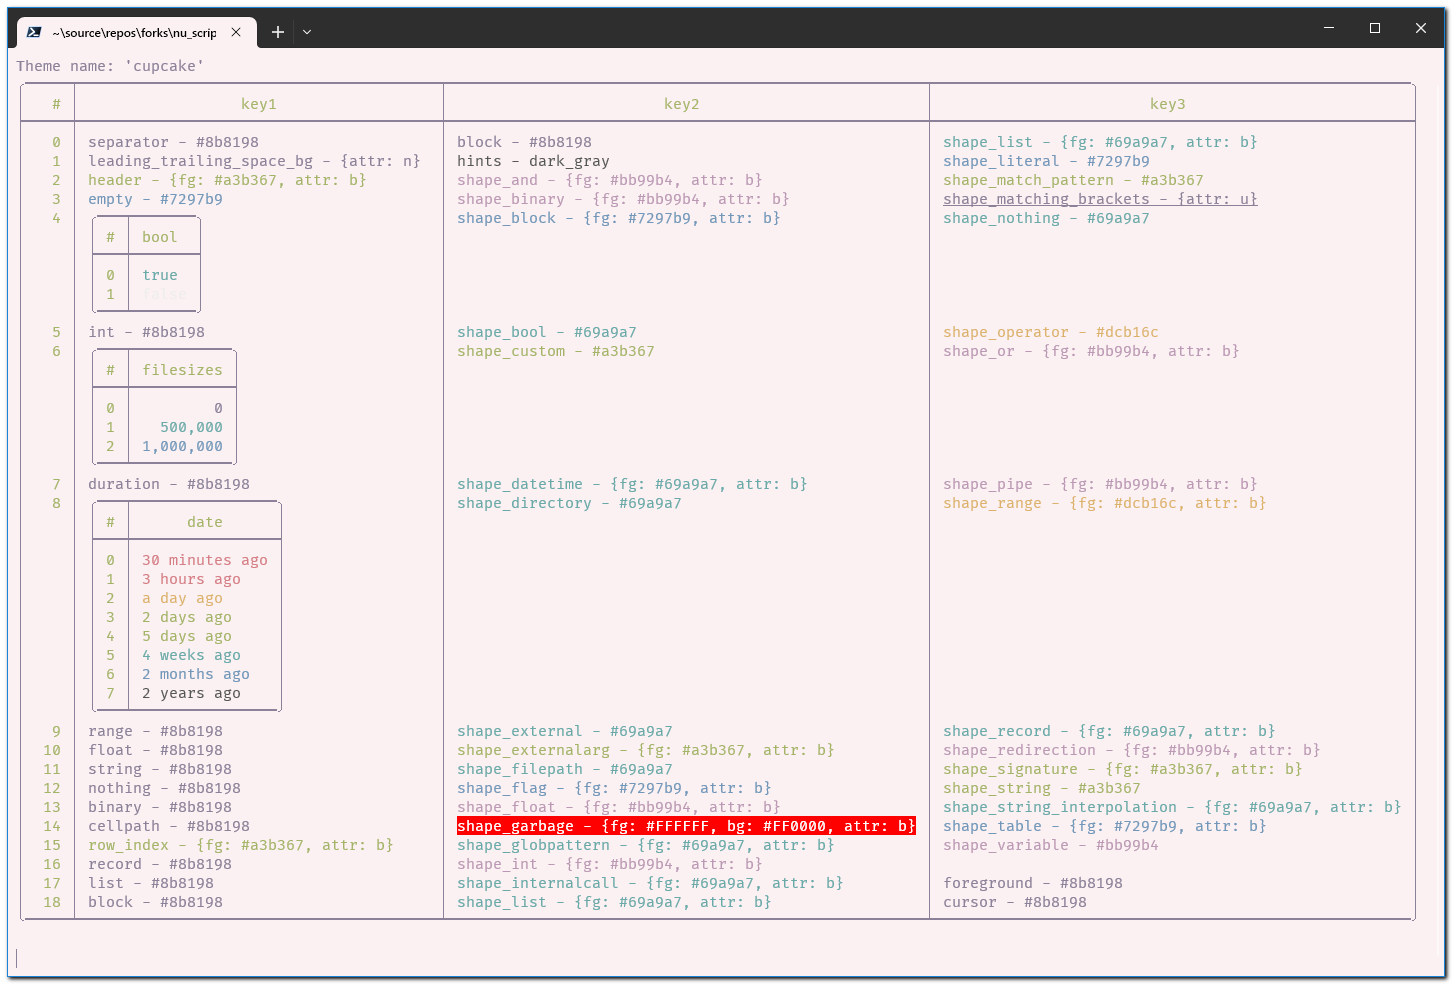 ~\source\repos\forks\nu_scrip
Theme name: 'cupcake'
# key1 key2 key3
0 separator - #8b8198 block - #8b8198 shape_list - {fg: #69a9a7, attr: b}
1 leading_trailing_space_bg - {attr: n} hints - dark_gray shape_literal - #7297b9
2 header - {fg: #a3b367, attr: b} shape_and - {fg: #bb99b4, attr: b} shape_match_pattern - #a3b367
3 empty - #7297b9 shape_binary - {fg: #bb99b4, attr: b} shape_matching_brackets - {attr: u}
4 shape_block - {fg: #7297b9, attr: b} shape_nothing - #69a9a7
# bool
0 true
1 false
5 int - #8b8198 shape_bool - #69a9a7 shape_operator - #dcb16c
6 shape_custom - #a3b367 shape_or - {fg: #bb99b4, attr: b}
# filesizes
0 0
1 500,000
2 1,000,000
7 duration - #8b8198 shape_datetime - {fg: #69a9a7, attr: b} shape_pipe - {fg: #bb99b4, attr: b}
8 shape_directory - #69a9a7 shape_range - {fg: #dcb16c, attr: b}
# date
0 30 minutes ago
1 3 hours ago
2 a day ago
3 2 days ago
4 5 days ago
5 4 weeks ago
6 2 months ago
7 2 years ago
9 range - #8b8198 shape_external - #69a9a7 shape_record - {fg: #69a9a7, attr: b}
10 float - #8b8198 shape_externalarg - {fg: #a3b367, attr: b} shape_redirection - {fg: #bb99b4, attr: b}
11 string - #8b8198 shape_filepath - #69a9a7 shape_signature - {fg: #a3b367, attr: b}
12 nothing - #8b8198 shape_flag - {fg: #7297b9, attr: b} shape_string - #a3b367
13 binary - #8b8198 shape_float - {fg: #bb99b4, attr: b} shape_string_interpolation - {fg: #69a9a7, attr: b}
14 cellpath - #8b8198 shape_garbage - {fg: #FFFFFF, bg: #FF0000, attr: b} shape_table - {fg: #7297b9, attr: b}
15 row_index - {fg: #a3b367, attr: b} shape_globpattern - {fg: #69a9a7, attr: b} shape_variable - #bb99b4
16 record - #8b8198 shape_int - {fg: #bb99b4, attr: b}
17 list - #8b8198 shape_internalcall - {fg: #69a9a7, attr: b} foreground - #8b8198
18 block - #8b8198 shape_list - {fg: #69a9a7, attr: b} cursor - #8b8198